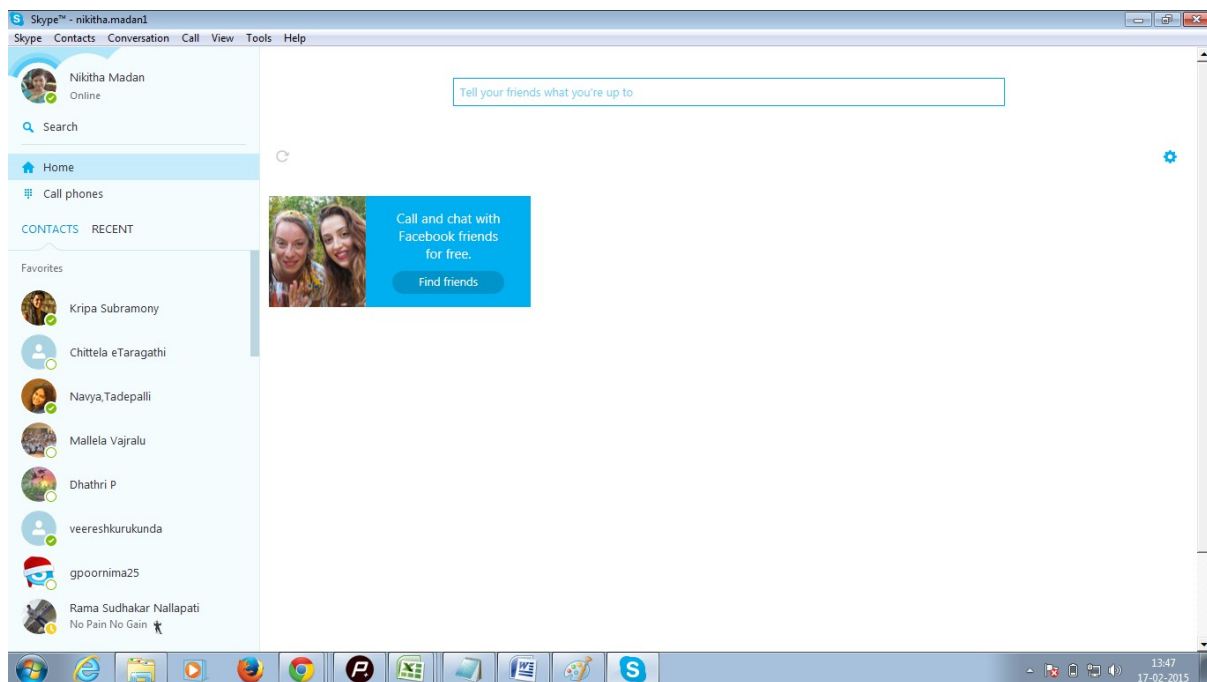 Skype™ - nikitha.madan1
Skype Contacts Conversation Call View Tools Help
Nikitha Madan
Online
Search
Home
Call phones
CONTACTS RECENT
Favorites
Kripa Subramony
Chittela eTaragathi
Navya,Tadepalli
Mallela Vajralu
Dhathri P
veereshkurukunda
gpoornima25
Rama Sudhakar Nallapati
No Pain No Gain
Tell your friends what you're up to
Call and chat with
Facebook friends
for free.
Find friends
13:47
17-02-2015